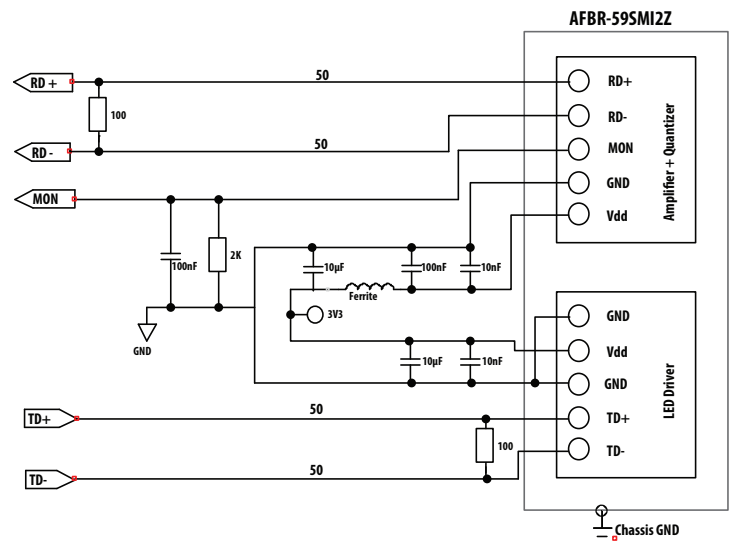 AFBR-59SMI2Z
RD +
50
RD+
100
RD-
Amplifier + Quantizer
RD -
50
MON
MON
GND
Vdd
100nF
2K
10µF
100nF
10nF
Ferrite
3V3
GND
GND
Vdd
10µF
10nF
GND
LED Driver
TD+
50
TD+
100
TD-
TD-
50
Chassis GND